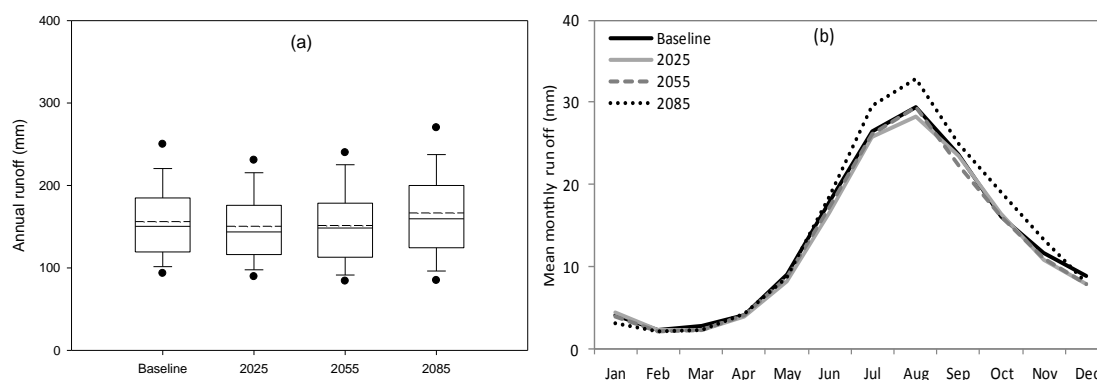 (a)
Annual runoff (mm)
400
300
200
100
0
Baseline 2025 2055 2085
(b)
Baseline
2025
2055
2085
Mean monthly run off (mm)
40
30
20
10
0
Jan Feb Mar Apr May Jun Jul Aug Sep Oct Nov Dec